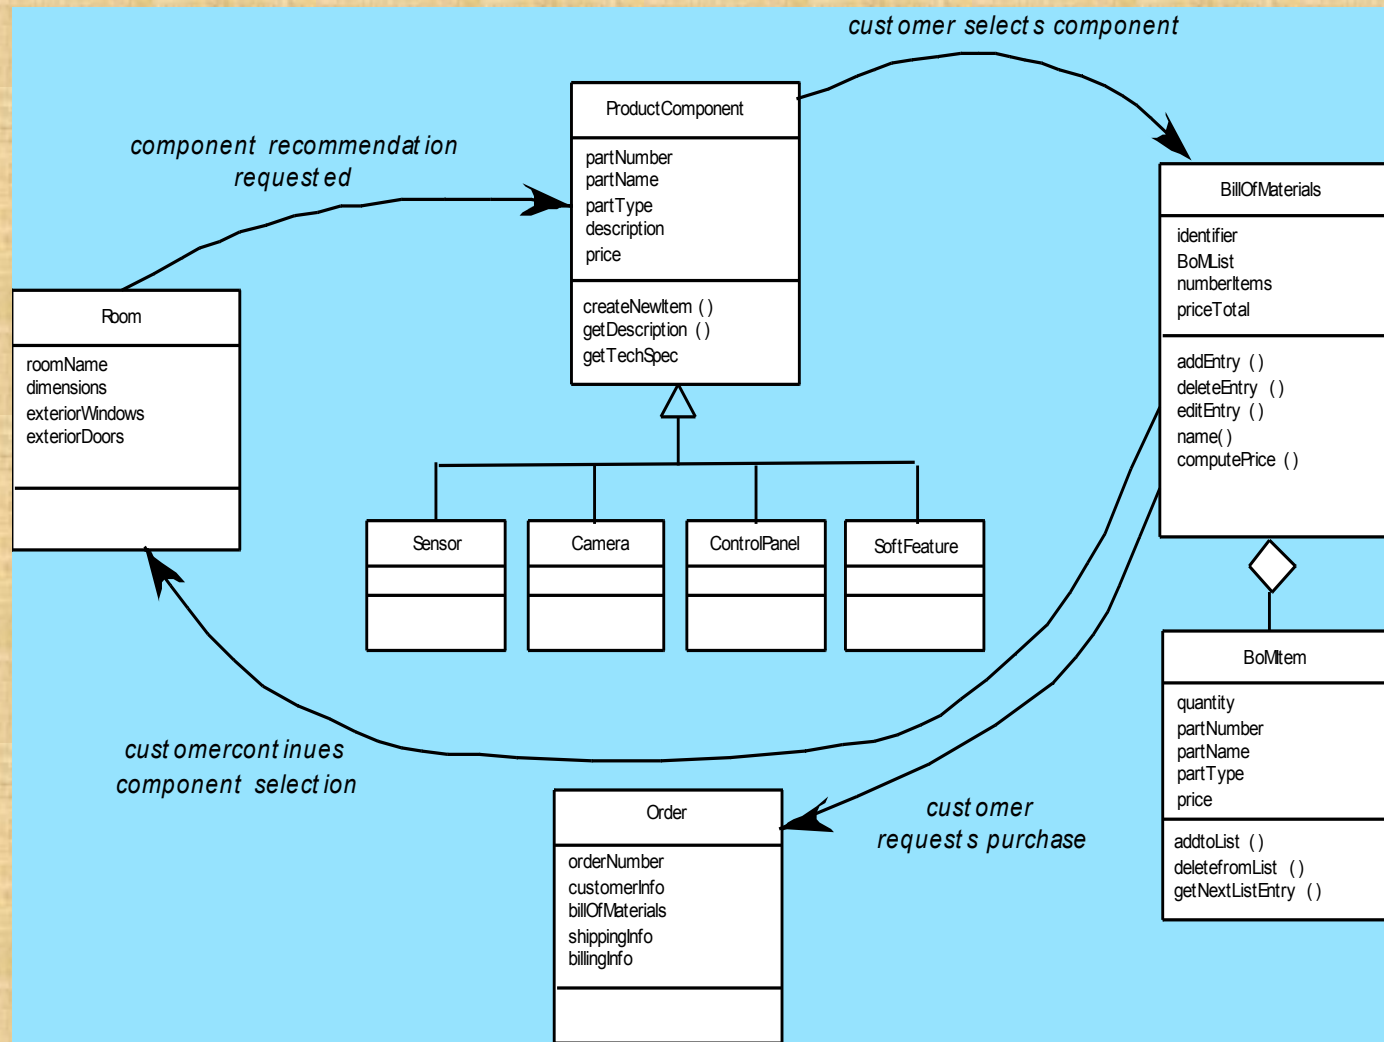 customer selects component
ProductComponent
partNumber
partName
partType
description
price
createNewItem ()
getDescription ()
getTechSpec
component recommendation
requested
BillOfMaterials
identifier
BoMList
numberItems
priceTotal
addEntry ()
deleteEntry ()
editEntry ()
name()
computePrice ()
Room
roomName
dimensions
exteriorWindows
exteriorDoors
Sensor
Camera
ControlPanel
SoftFeature
BoMItem
quantity
partNumber
partName
partType
price
addtoList ()
deletefromList ()
getNextListEntry ()
customercontinues
component selection
customer
requests purchase
Order
orderNumber
customerInfo
billOfMaterials
shippingInfo
billingInfo